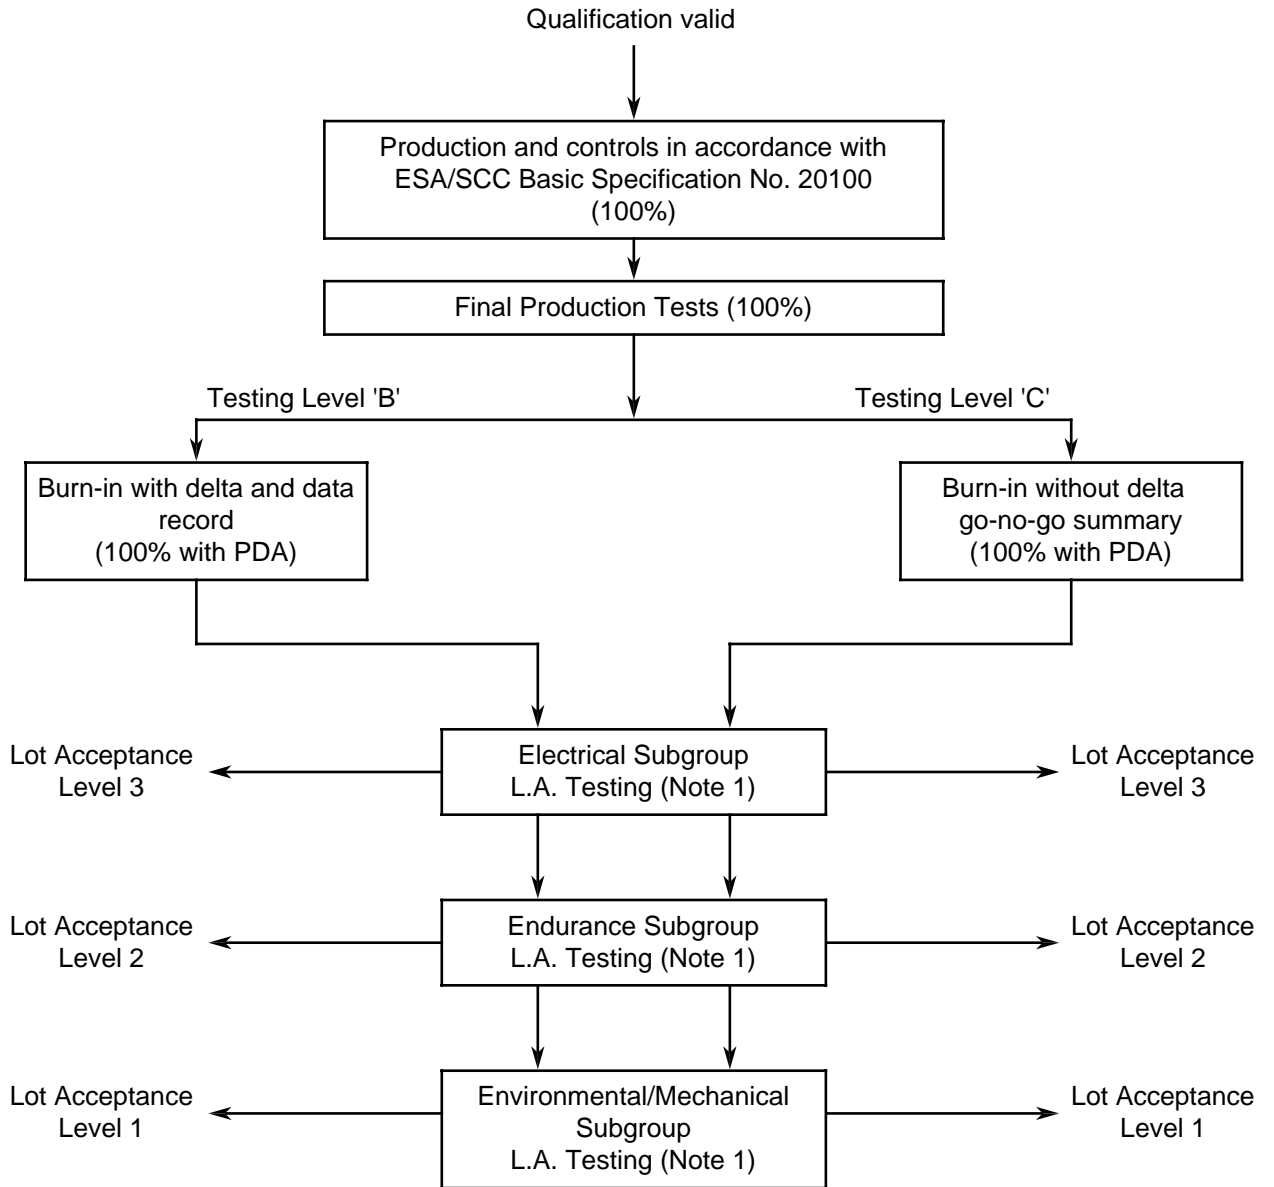 Qualification valid
Production and controls in accordance with
ESA/SCC Basic Specification No. 20100
(100%)
Final Production Tests (100%)
Testing Level 'B'
Testing Level 'C'
Burn-in with delta and data
record
(100% with PDA)
Burn-in without delta
go-no-go summary
(100% with PDA)
Lot Acceptance
Level 3
Electrical Subgroup
L.A. Testing (Note 1)
Lot Acceptance
Level 3
Lot Acceptance
Level 2
Endurance Subgroup
L.A. Testing (Note 1)
Lot Acceptance
Level 2
Lot Acceptance
Level 1
Environmental/Mechanical
Subgroup
L.A. Testing (Note 1)
Lot Acceptance
Level 1